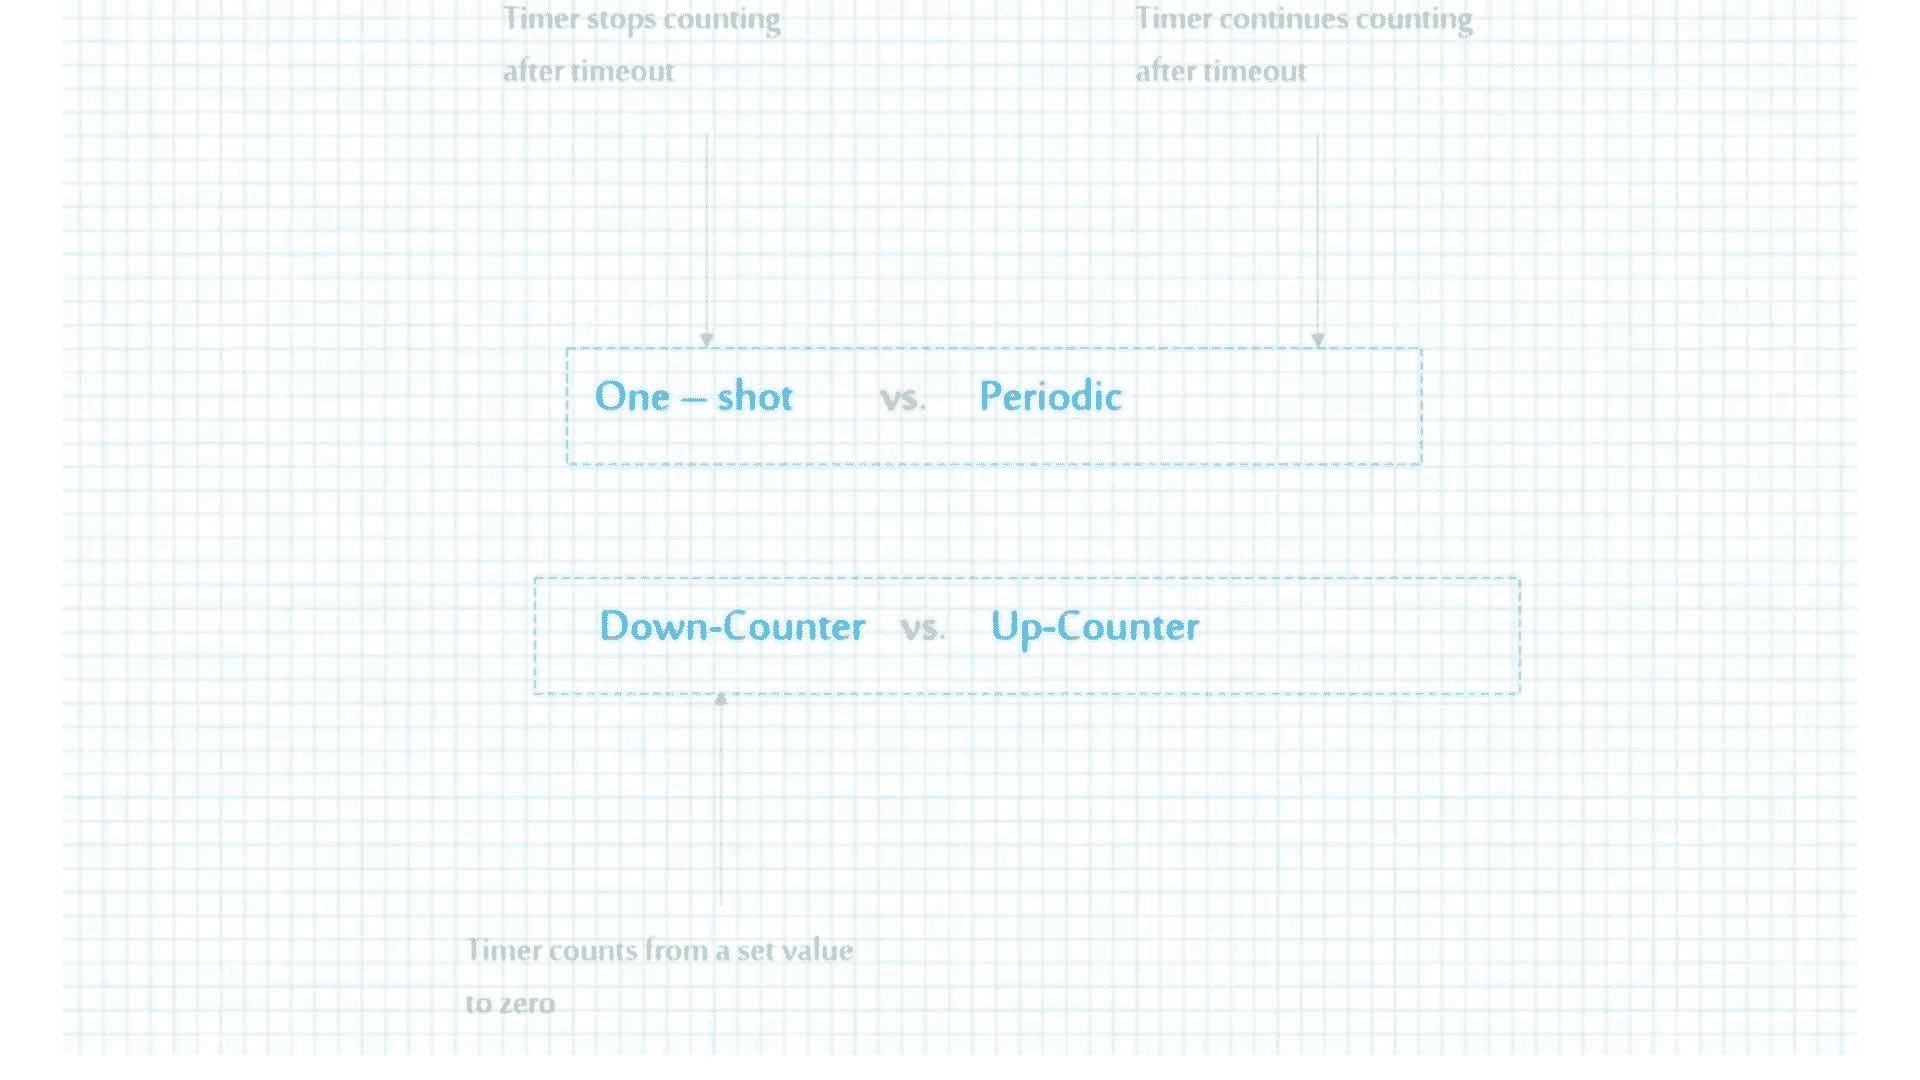 Timer stops counting
after timeout
Timer continues counting
after timeout
One – shot vs. Periodic
Down-Counter vs. Up-Counter
Timer counts from a set value
to zero